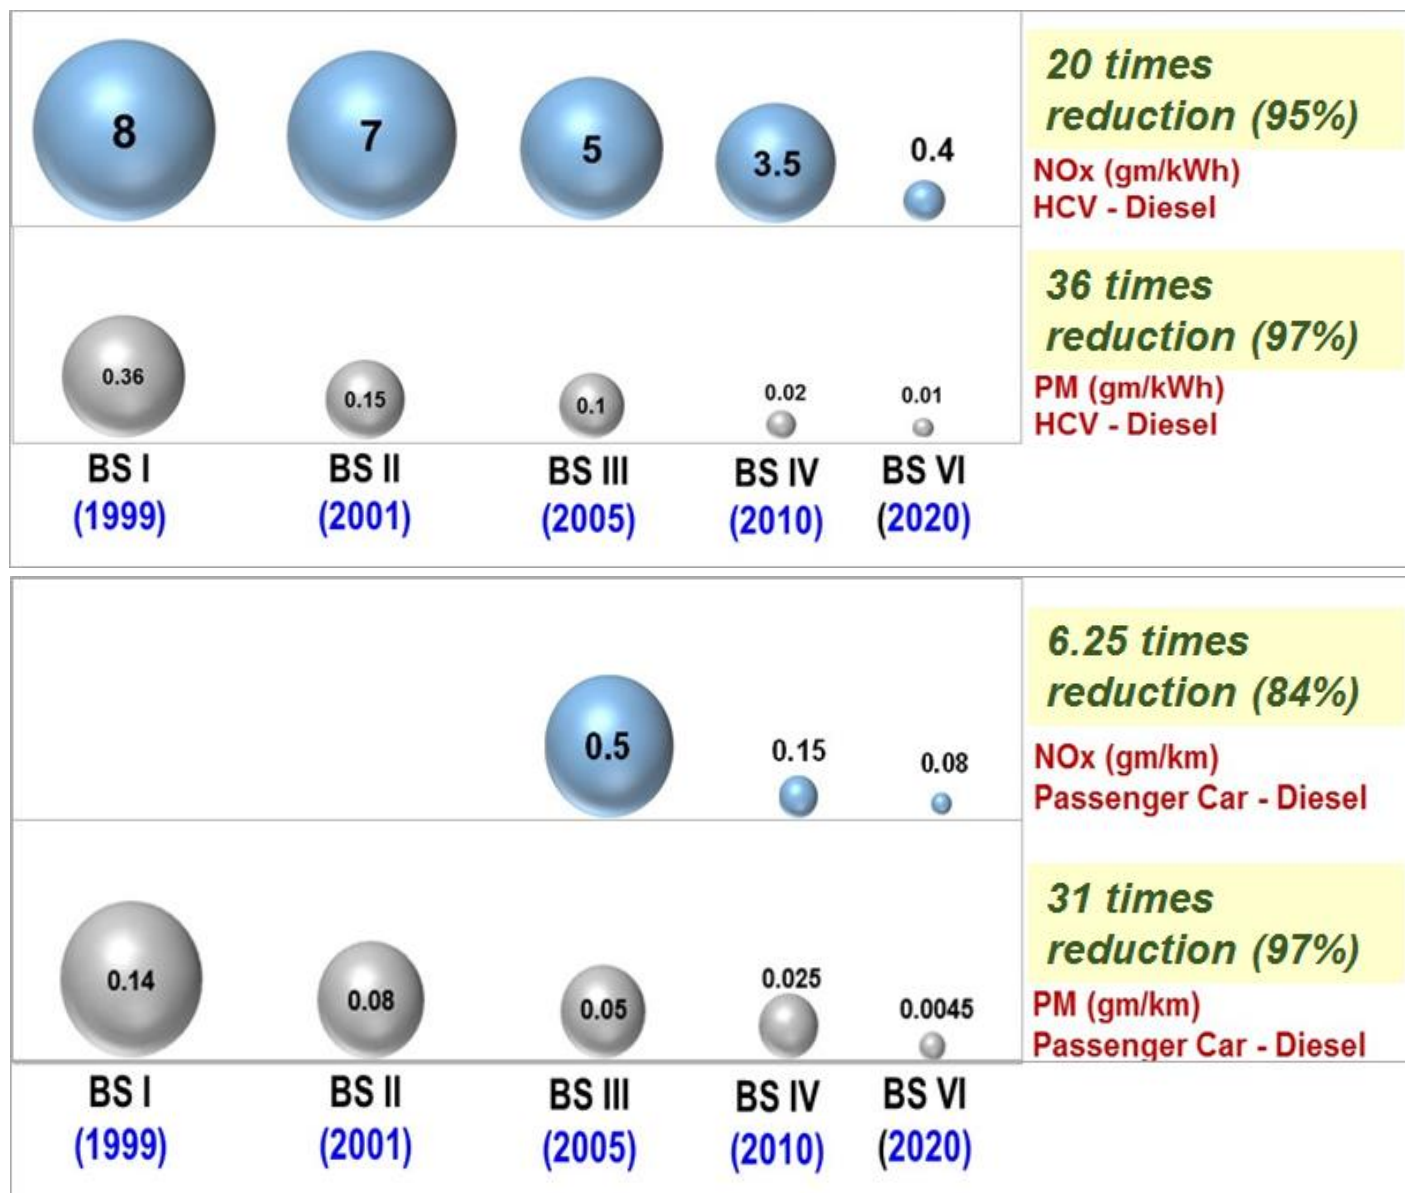 8
7
5
3.5
0.4
20 times
reduction (95%)
NOx (gm/kWh)
HCV - Diesel
0.36
0.15
0.1
0.02
0.01
36 times
reduction (97%)
PM (gm/kWh)
HCV - Diesel
BS I
BS II
BS III
BS IV
BS VI
(1999)
(2001)
(2005)
(2010)
(2020)
0.5
0.15
0.08
6.25 times
reduction (84%)
NOx (gm/km)
Passenger Car - Diesel
0.14
0.08
0.05
0.025
0.0045
31 times
reduction (97%)
PM (gm/km)
Passenger Car - Diesel
BS I
BS II
BS III
BS IV
BS VI
(1999)
(2001)
(2005)
(2010)
(2020)